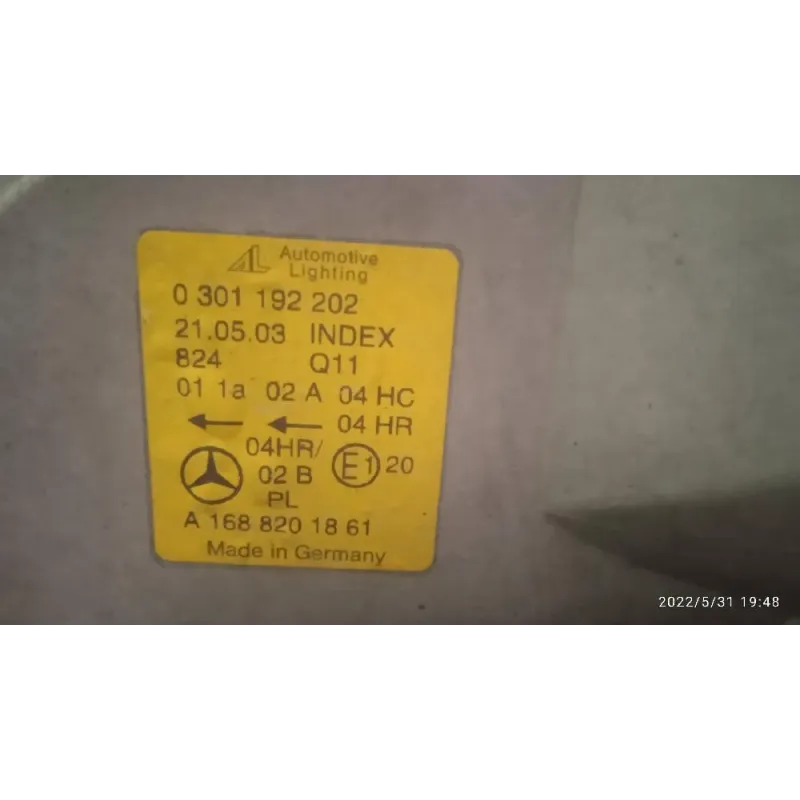 AL Automotive
Lighting
0 301 192 202
21.05.03 INDEX
824 Q11
01 1a 02 A 04 HC
← ← 04 HR
04HR/
02 B E1 20
PL
A 168 820 18 61
Made in Germany
2022/5/31 19:48